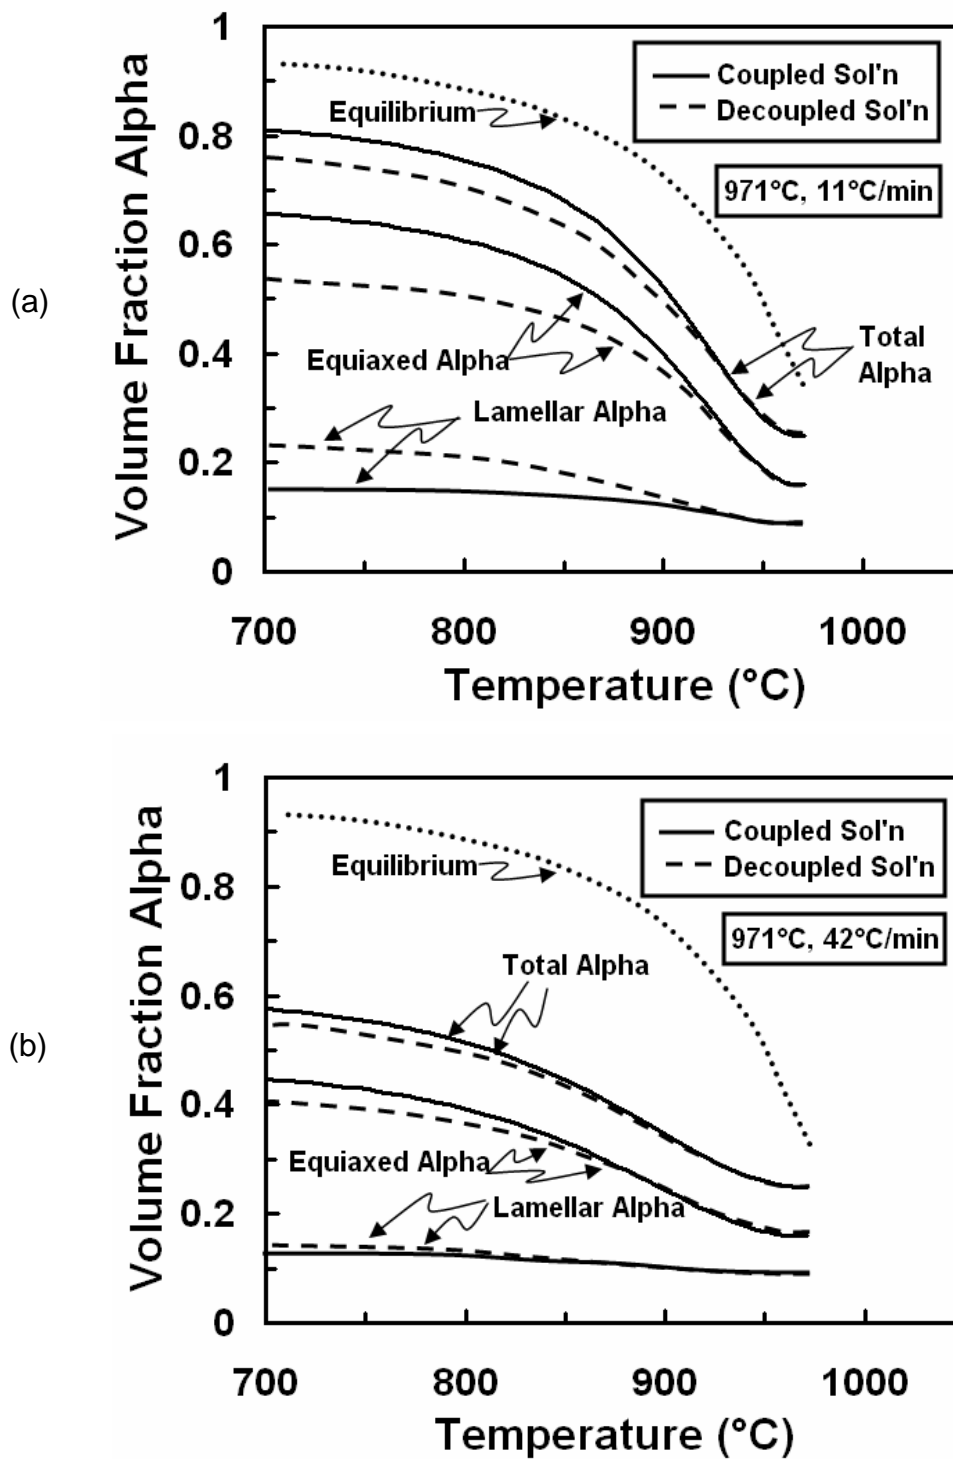 (a)
Volume Fraction Alpha
1
0.8
0.6
0.4
0.2
0
Coupled Sol'n
Decoupled Sol'n
971°C, 11°C/min
Equilibrium
Total
Alpha
Equiaxed Alpha
Lamellar Alpha
700
800
900
1000
Temperature (°C)
(b)
Volume Fraction Alpha
1
0.8
0.6
0.4
0.2
0
Coupled Sol'n
Decoupled Sol'n
971°C, 42°C/min
Equilibrium
Total Alpha
Equiaxed Alpha
Lamellar Alpha
700
800
900
1000
Temperature (°C)